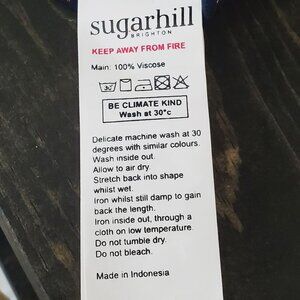 sugarhill
BRIGHTON
KEEP AWAY FROM FIRE
Main: 100% Viscose
BE CLIMATE KIND
Wash at 30°c
Delicate machine wash at 30
degrees with similar colours.
Wash inside out.
Allow to air dry.
Stretch back into shape
whilst wet.
Iron whilst still damp to gain
back the length.
Iron inside out, through a
cloth on low temperature.
Do not tumble dry.
Do not bleach.
Made in Indonesia